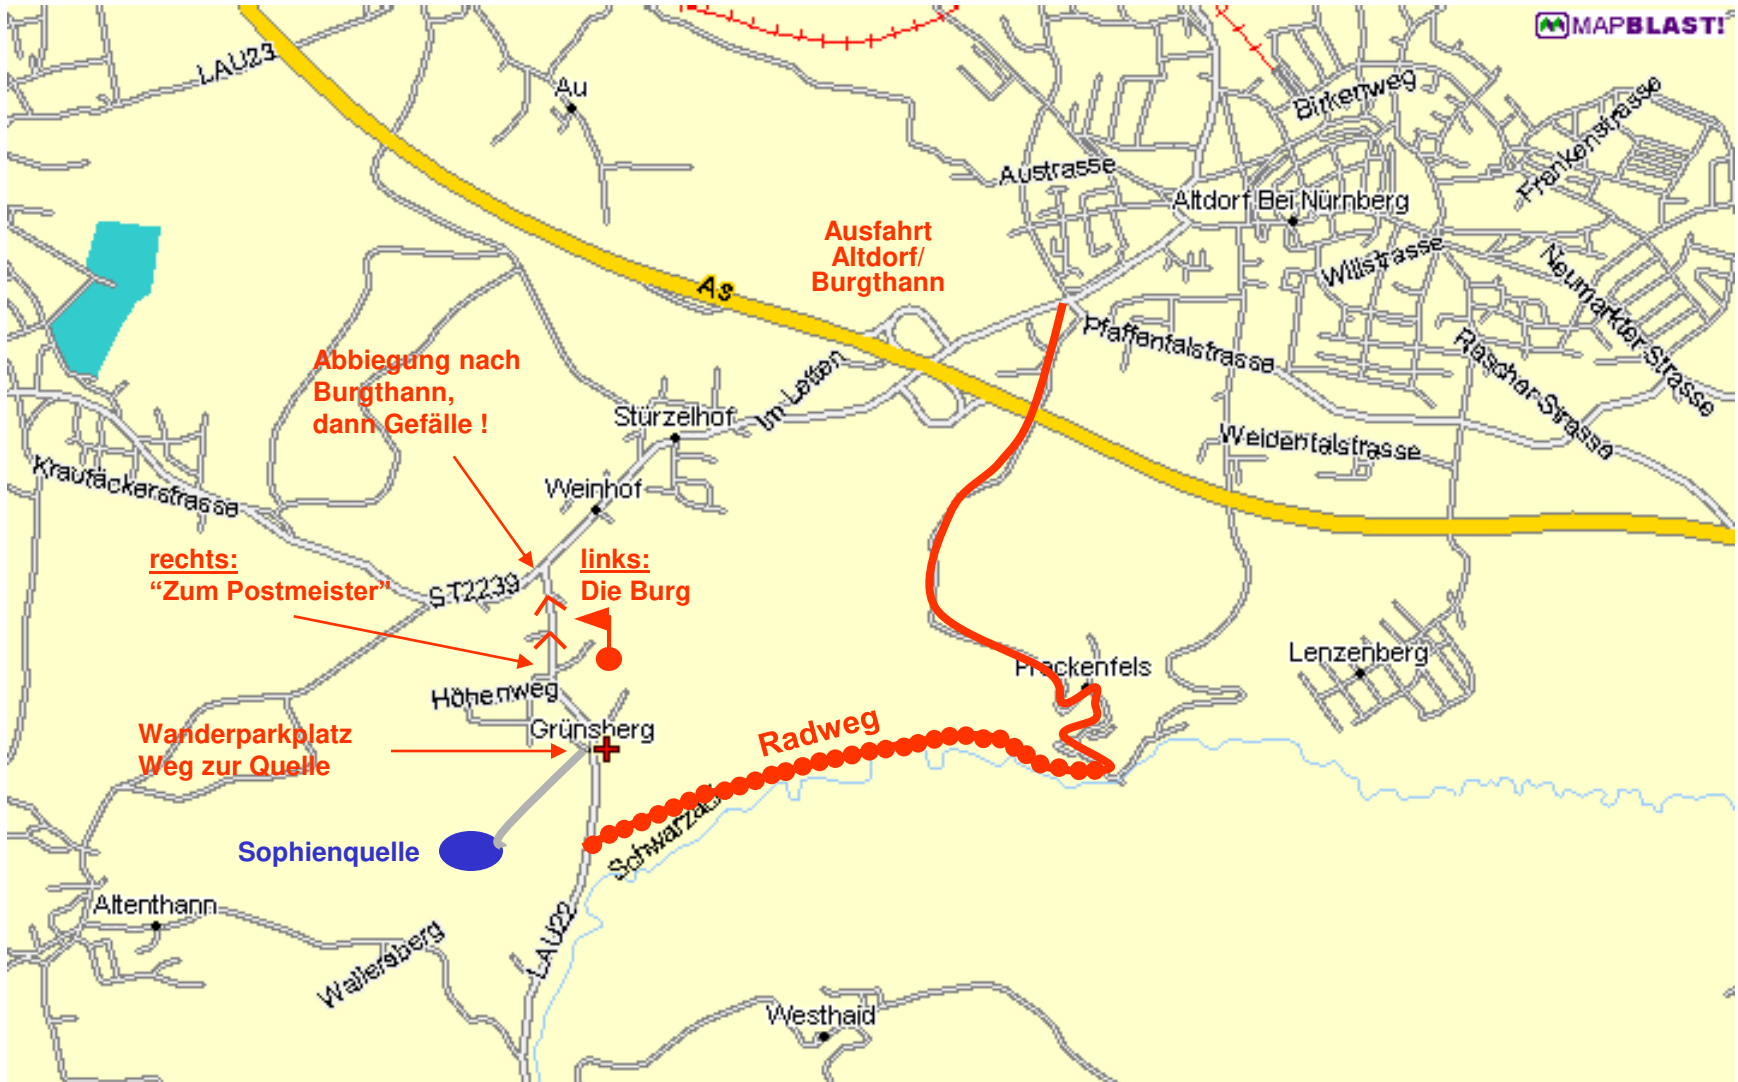 MAPBLAST!
LAU23
Au
Birkenweg
Frankenstrasse
Austrasse
Altdorf Bei Nürnberg
Ausfahrt
Altdorf/
Burgthann
Willstrasse
Neumarkter Strasse
A3
Pfaffentalstrasse
Rascher Strasse
Abbiegung nach
Burgthann,
dann Gefälle !
Im Letten
Stürzelhof
Weidentalstrasse
Krautäckerstrasse
Weinhof
rechts:
“Zum Postmeister”
links:
Die Burg
ST2239
Lenzenberg
Prackenfels
Höhenweg
Grünsberg
Radweg
Wanderparkplatz
Weg zur Quelle
Schwarzach
Sophienquelle
Altenthann
LAU22
Wallersberg
Westhaid